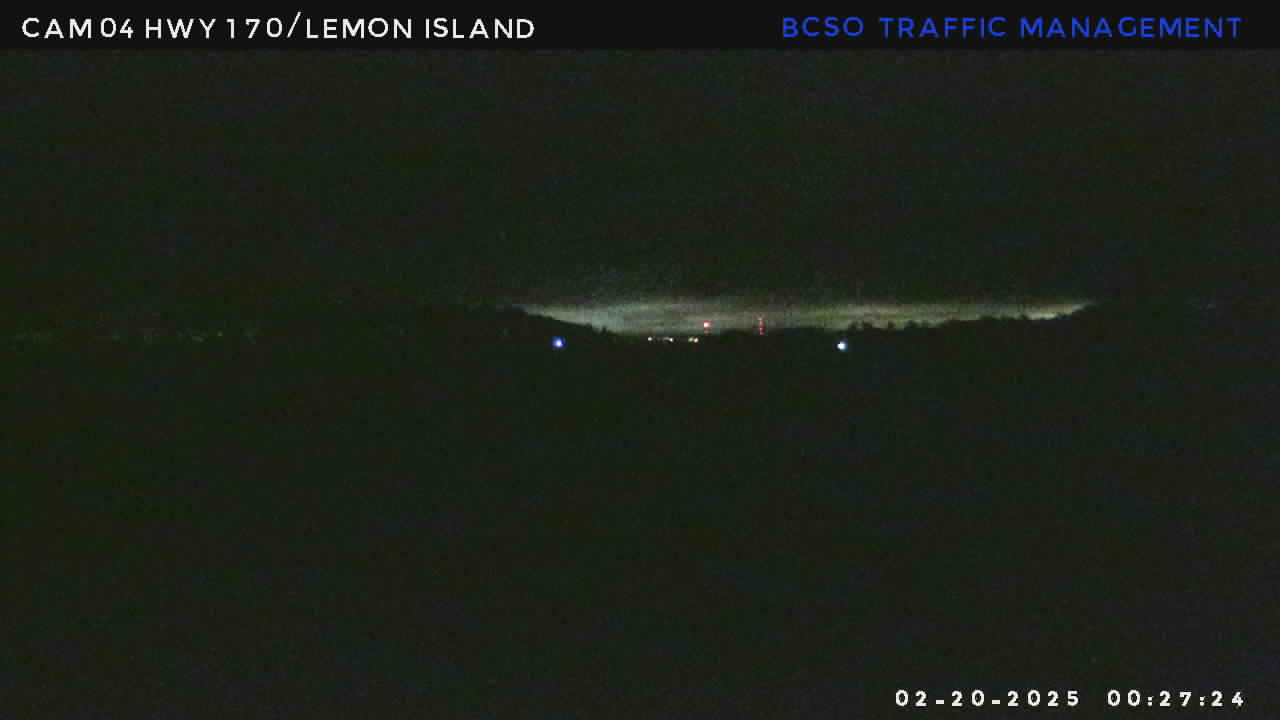 CAM 04 HWY 170/LEMON ISLAND
BCSO TRAFFIC MANAGEMENT
02-20-2025 00:27:24